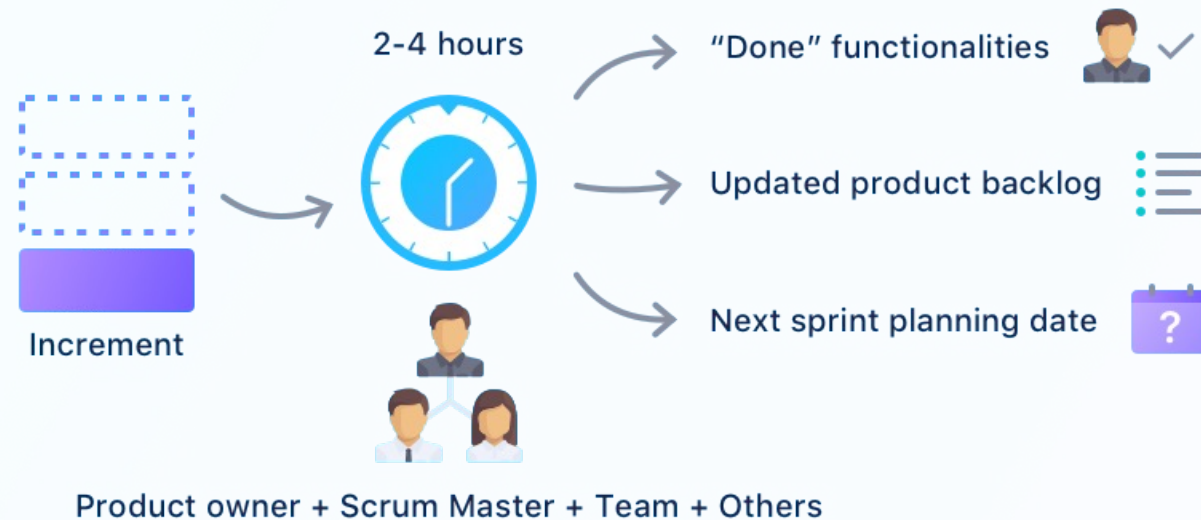 2-4 hours
“Done” functionalities
Updated product backlog
Next sprint planning date
?
Increment
Product owner + Scrum Master + Team + Others